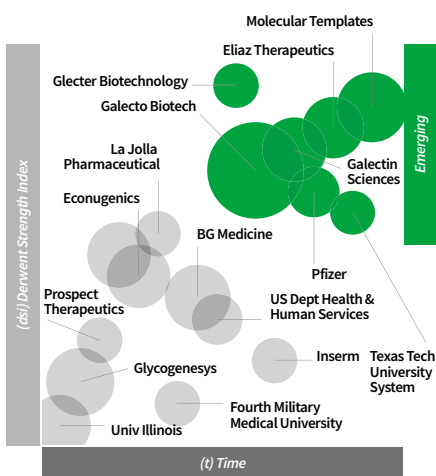 Molecular Templates
Eliaz Therapeutics
Glecter Biotechnology
Galecto Biotech
La Jolla
Pharmaceutical
Galectin
Sciences
Econugenics
BG Medicine
Pfizer
Prospect
Therapeutics
US Dept Health &
Human Services
Glycogenesys
Inserm
Texas Tech
University
System
Fourth Military
Medical University
Univ Illinois
(dsi) Derwent Strength Index
Emerging
(t) Time